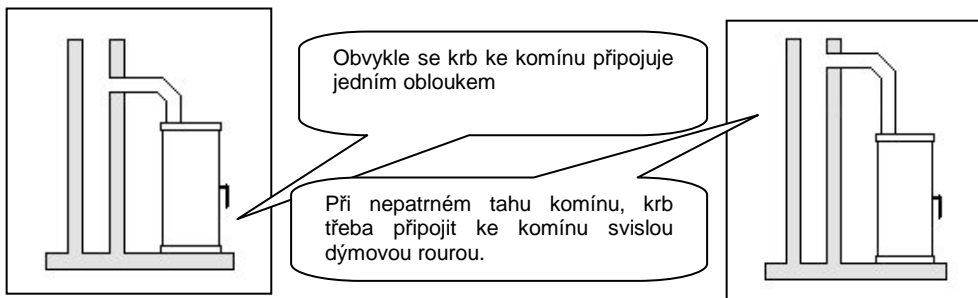 Obvykle se krb ke komínu připojuje
jedním obloukem
Při nepatrném tahu komínu, krb
třeba připojit ke komínu svislou
dýmovou rourou.